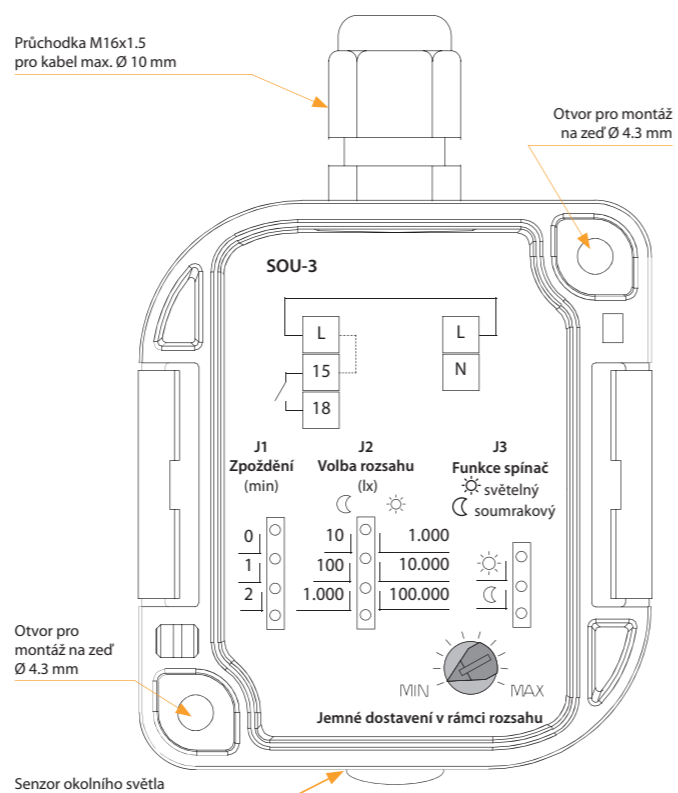 Průchodka M16x1.5
pro kabel max. Ø 10 mm
Otvor pro montáž
na zeď Ø 4.3 mm
SOU-3
L
15
18
L
N
J1
Zpoždění
(min)
0
1
2
J2
Volba rozsahu
(lx)
10 1.000
100 10.000
1.000 100.000
J3
Funkce spínač
světelný
soumrakový
MIN MAX
Jemné dostavení v rámci rozsahu
Otvor pro
montáž na zeď
Ø 4.3 mm
Senzor okolního světla